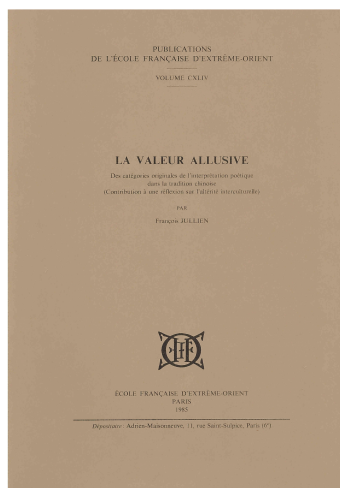 PUBLICATIONS
DE L'ÉCOLE FRANÇAISE D'EXTRÊME-ORIENT
VOLUME CXLIV
LA VALEUR ALLUSIVE
Des catégories originales de l'interprétation poétique
dans la tradition chinoise
(Contribution à une réflexion sur l'altérité interculturelle)
PAR
François JULLIEN
ÉCOLE FRANÇAISE D'EXTRÊME-ORIENT
PARIS
1985
Dépositaire : Adrien-Maisonneuve, 11, rue Saint-Sulpice, Paris (6e)